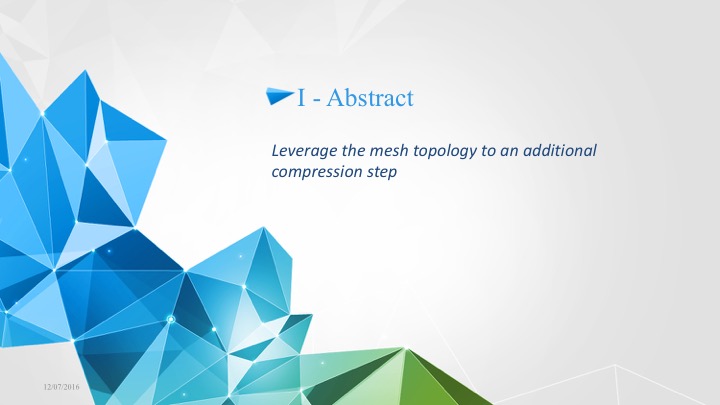 I - Abstract
Leverage the mesh topology to an additional
compression step
12/07/2016